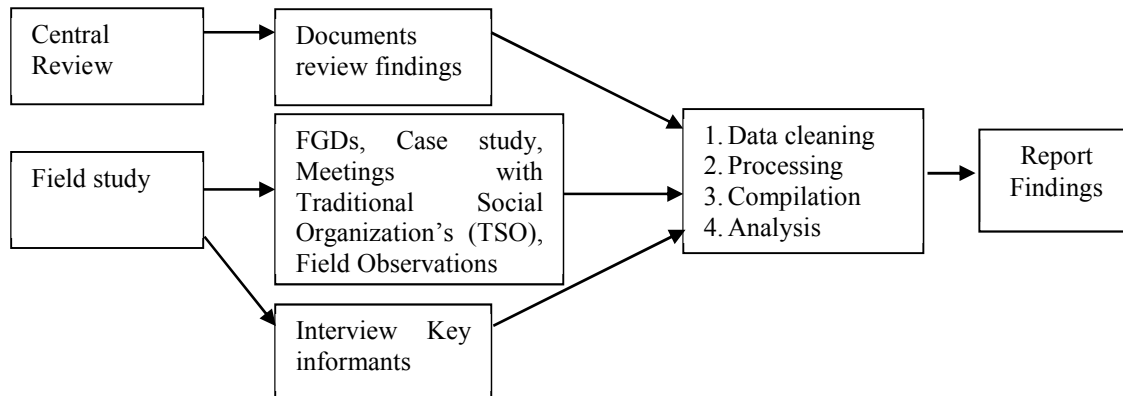 Central
Review
Documents
review findings
Field study
FGDs, Case study,
Meetings with
Traditional Social
Organization’s (TSO),
Field Observations
Interview Key
informants
1. Data cleaning
2. Processing
3. Compilation
4. Analysis
Report
Findings